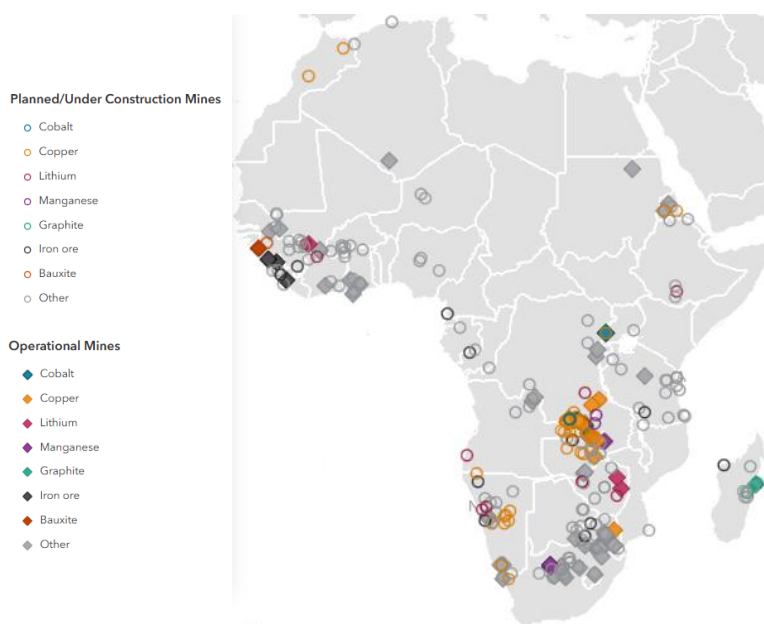 Planned/Under Construction Mines
Cobalt
Copper
Lithium
Manganese
Graphite
Iron ore
Bauxite
Other
Operational Mines
Cobalt
Copper
Lithium
Manganese
Graphite
Iron ore
Bauxite
Other